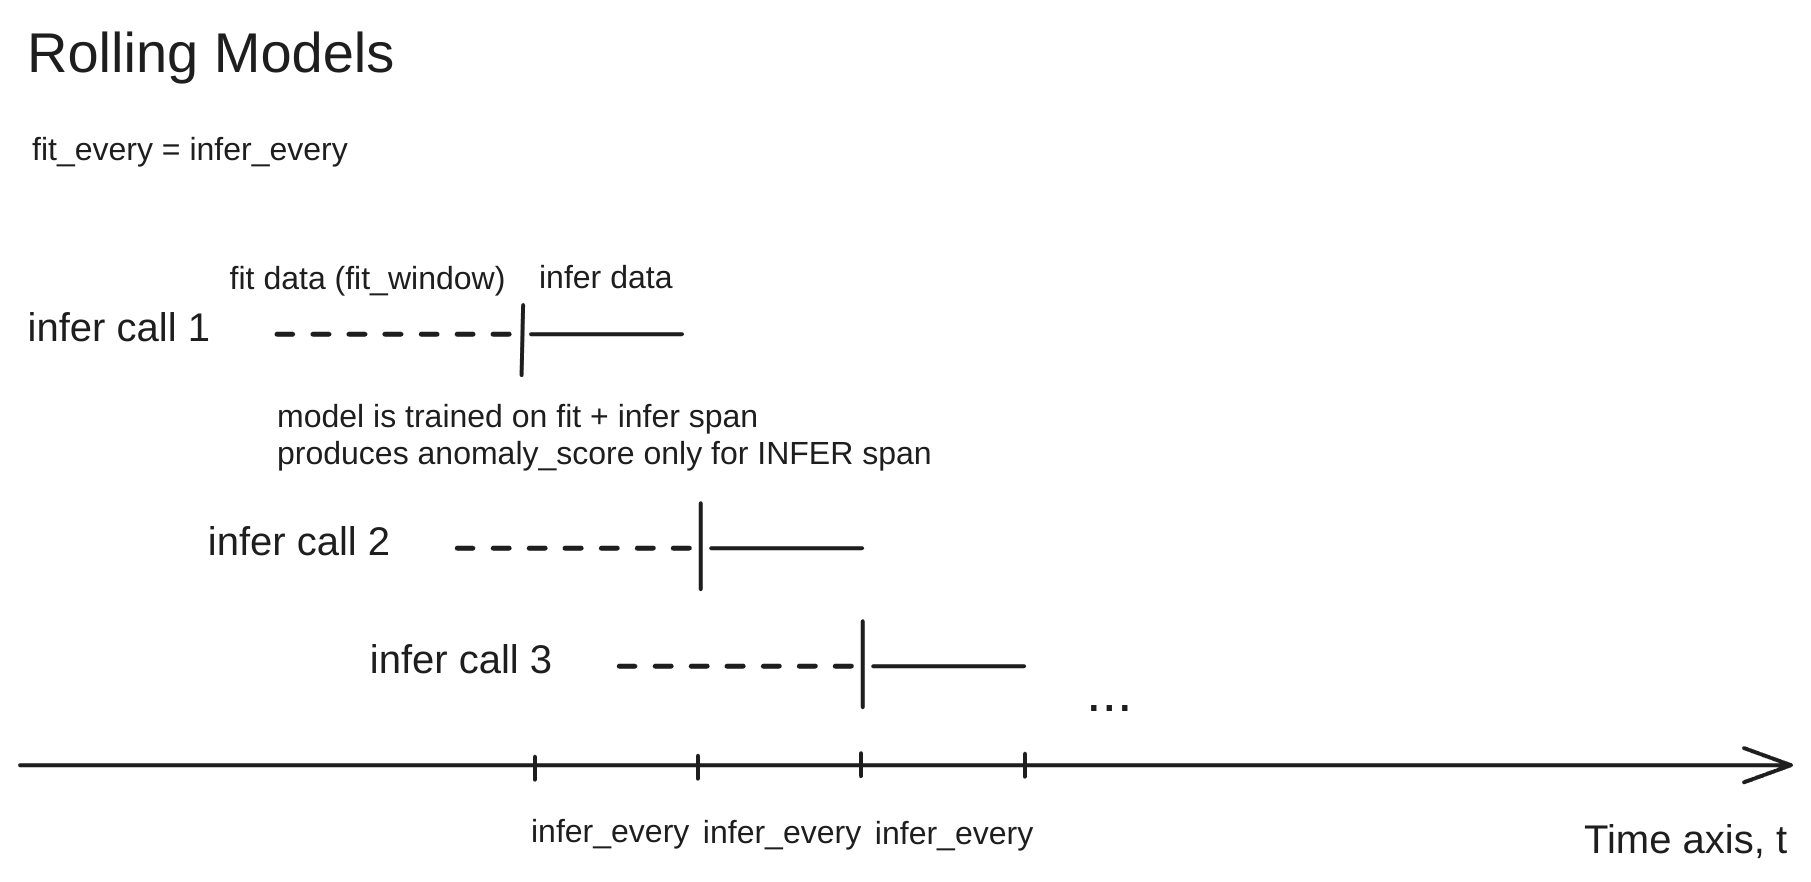 Rolling Models
fit_every = infer_every
fit data (fit_window)
infer data
infer call 1
model is trained on fit + infer span
produces anomaly_score only for INFER span
infer call 2
infer call 3
...
infer_every infer_every infer_every
Time axis, t